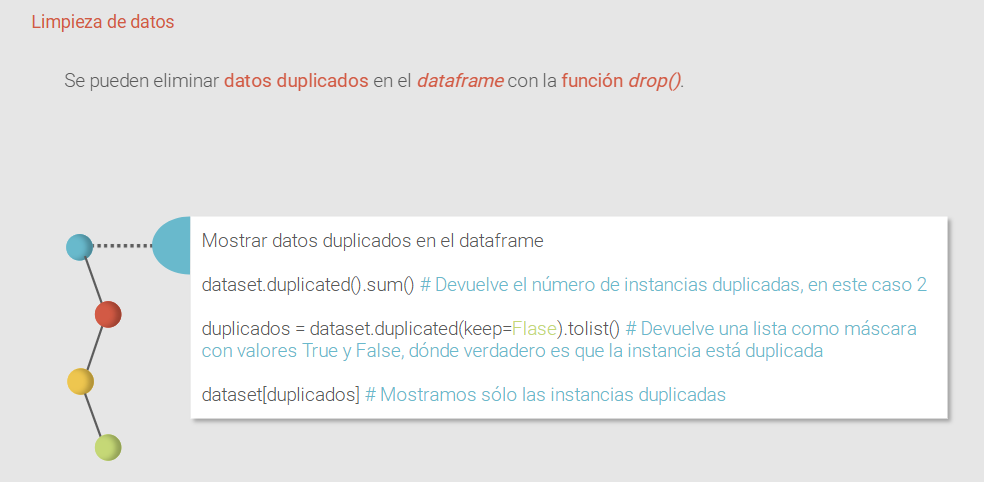 Limpieza de datos
Se pueden eliminar datos duplicados en el dataframe con la función drop().
Mostrar datos duplicados en el dataframe
dataset.duplicated().sum() # Devuelve el número de instancias duplicadas, en este caso 2
duplicados = dataset.duplicated(keep=Flase).tolist() # Devuelve una lista como máscara
con valores True y False, dónde verdadero es que la instancia está duplicada
dataset[duplicados] # Mostramos sólo las instancias duplicadas